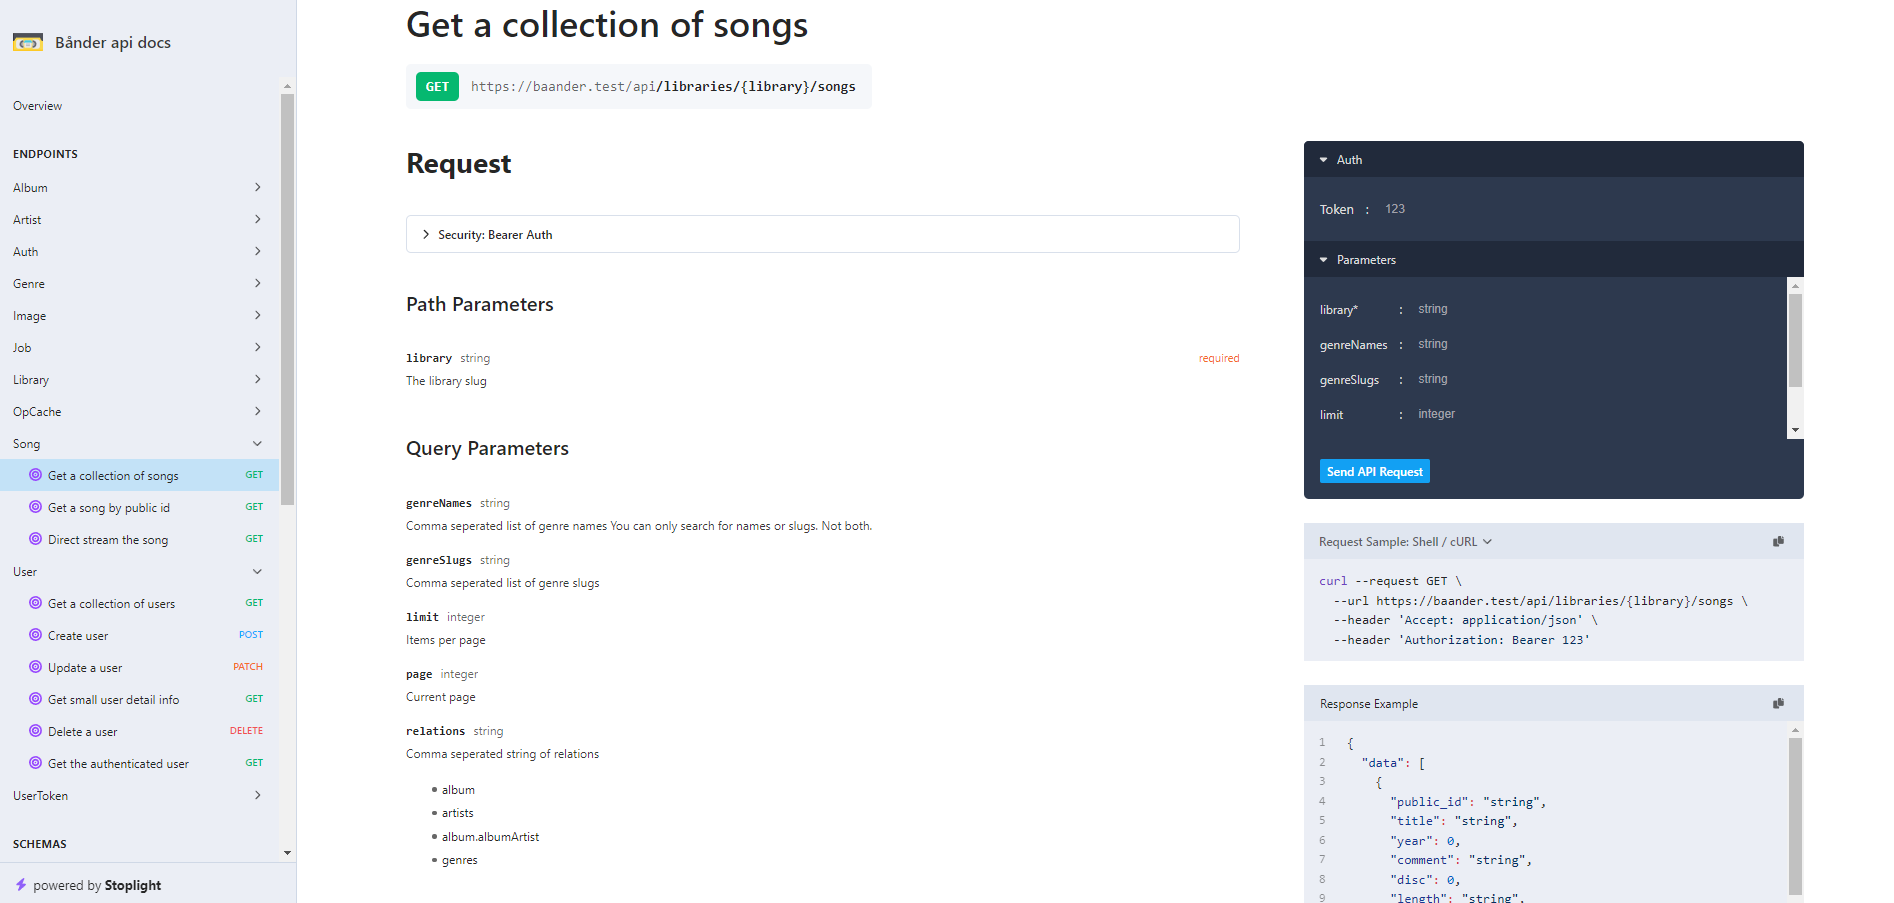 Bånder api docs
Overview
ENDPOINTS
Album
Artist
Auth
Genre
Image
Job
Library
OpCache
Song
Get a collection of songs GET
Get a song by public id GET
Direct stream the song GET
User
Get a collection of users GET
Create user POST
Update a user PATCH
Get small user detail info GET
Delete a user DELETE
Get the authenticated user GET
UserToken
SCHEMAS
powered by Stoplight
Get a collection of songs
GET https://baander.test/api/libraries/{library}/songs
Request
Security: Bearer Auth
Path Parameters
library string required
The library slug
Query Parameters
genreNames string
Comma seperated list of genre names You can only search for names or slugs. Not both.
genreSlugs string
Comma seperated list of genre slugs
limit integer
Items per page
page integer
Current page
relations string
Comma seperated string of relations
album
artists
album.albumArtist
genres
Auth
Token : 123
Parameters
library* : string
genreNames : string
genreSlugs : string
limit : integer
Send API Request
Request Sample: Shell / cURL
curl --request GET \
--url https://baander.test/api/libraries/{library}/songs \
--header 'Accept: application/json' \
--header 'Authorization: Bearer 123'
Response Example
1 {
2 "data": [
3 {
4 "public_id": "string",
5 "title": "string",
6 "year": 0,
7 "comment": "string",
8 "disc": 0,
9 "length": "string",